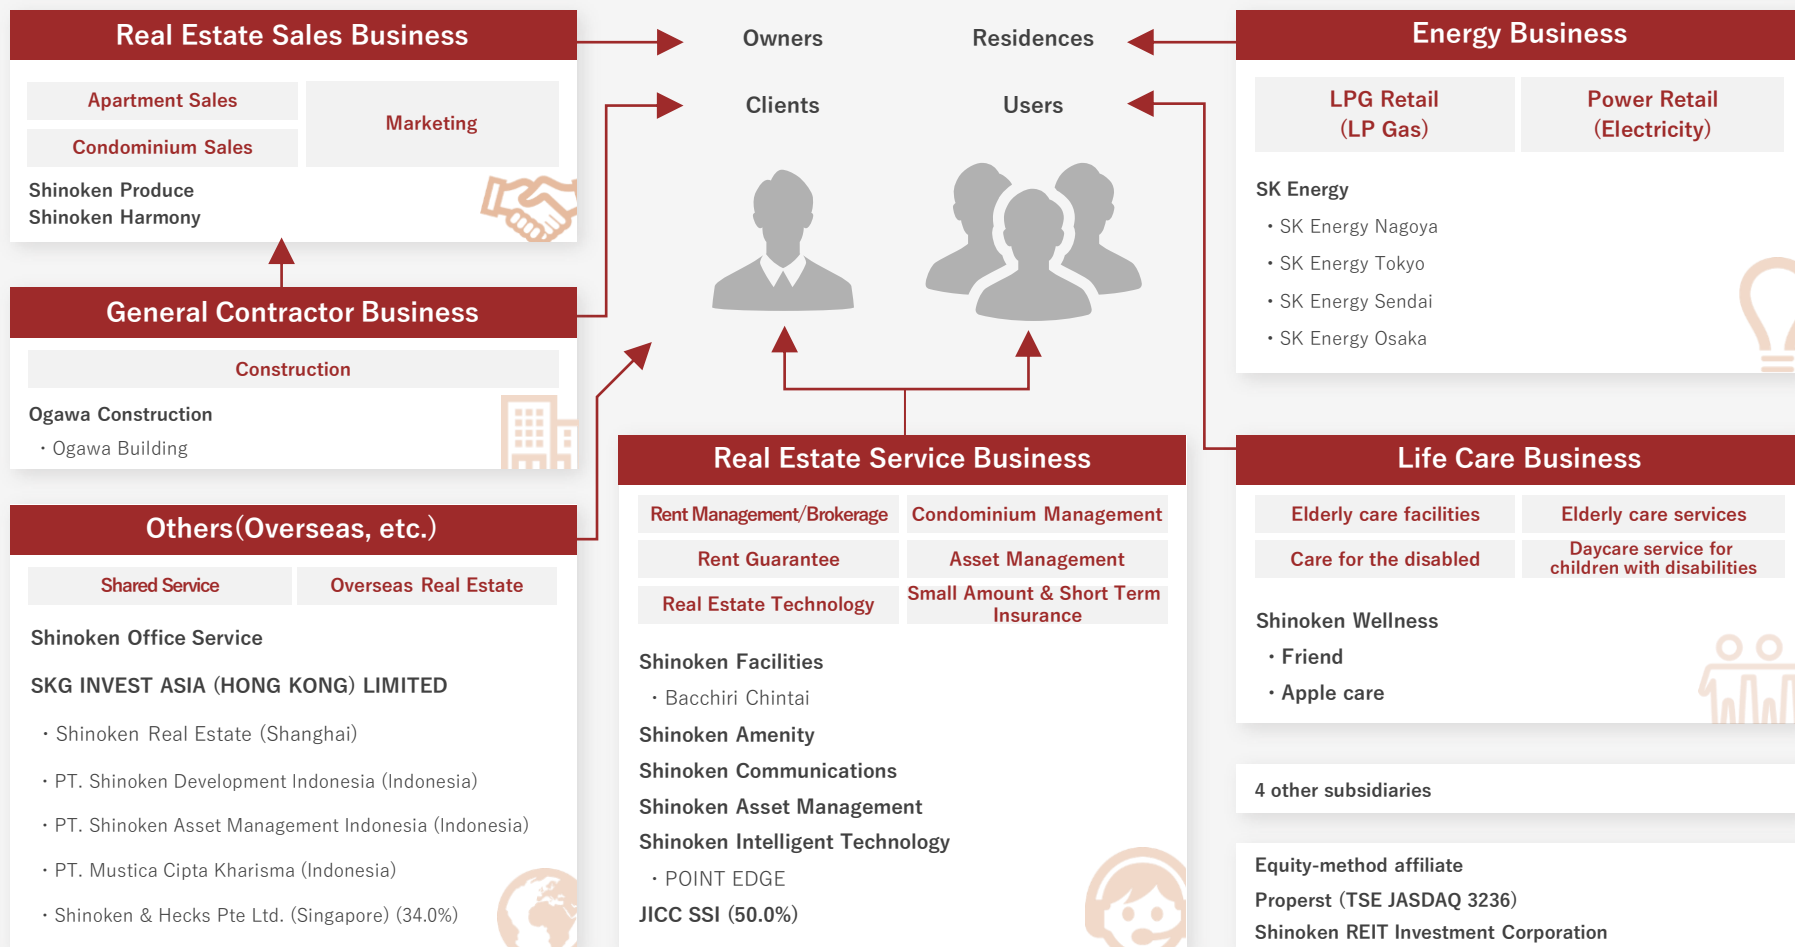 Real Estate Sales Business
Apartment Sales
Condominium Sales
Marketing
Shinoken Produce
Shinoken Harmony
General Contractor Business
Construction
Ogawa Construction
・Ogawa Building
Others(Overseas, etc.)
Shared Service
Overseas Real Estate
Shinoken Office Service
SKG INVEST ASIA (HONG KONG) LIMITED
・Shinoken Real Estate (Shanghai)
・PT. Shinoken Development Indonesia (Indonesia)
・PT. Shinoken Asset Management Indonesia (Indonesia)
・PT. Mustica Cipta Kharisma (Indonesia)
・Shinoken & Hecks Pte Ltd. (Singapore) (34.0%)
Owners
Clients
Residences
Users
Real Estate Service Business
Rent Management/Brokerage
Condominium Management
Rent Guarantee
Asset Management
Real Estate Technology
Small Amount & Short Term
Insurance
Shinoken Facilities
・Bacchiri Chintai
Shinoken Amenity
Shinoken Communications
Shinoken Asset Management
Shinoken Intelligent Technology
・POINT EDGE
JICC SSI (50.0%)
Energy Business
LPG Retail
(LP Gas)
Power Retail
(Electricity)
SK Energy
・SK Energy Nagoya
・SK Energy Tokyo
・SK Energy Sendai
・SK Energy Osaka
Life Care Business
Elderly care facilities
Elderly care services
Care for the disabled
Daycare service for
children with disabilities
Shinoken Wellness
・Friend
・Apple care
4 other subsidiaries
Equity-method affiliate
Properst (TSE JASDAQ 3236)
Shinoken REIT Investment Corporation